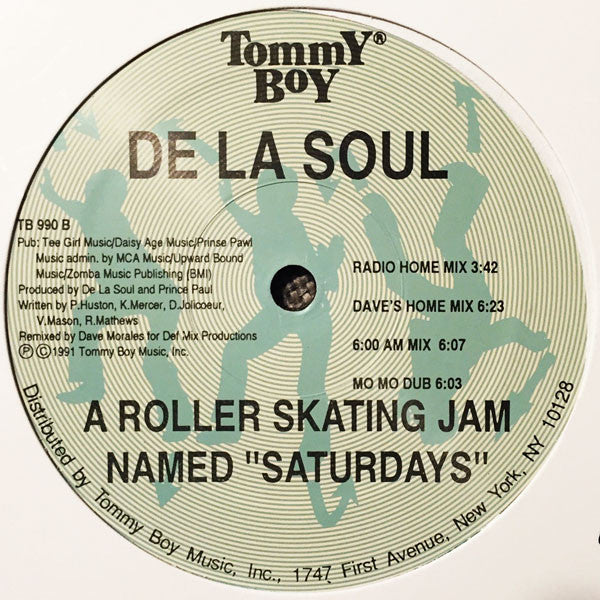 Tommy®
Boy
DE LA SOUL
TB 990 B
Pub: Tee Girl Music/Daisy Age Music/Prinse Pawl
Music admin. by MCA Music/Upward Bound
Music/Zomba Music Publishing (BMI)
Produced by De La Soul and Prince Paul
Written by P.Huston, K.Mercer, D.Jolicoeur,
V.Mason, R.Mathews
Remixed by Dave Morales for Def Mix Productions
℗ ©1991 Tommy Boy Music, Inc.
RADIO HOME MIX 3:42
DAVE'S HOME MIX 6:23
6:00 AM MIX 6:07
MO MO DUB 6:03
A ROLLER SKATING JAM
NAMED "SATURDAYS"
Distributed by Tommy Boy Music, Inc., 1747 First Avenue, New York, NY 10128